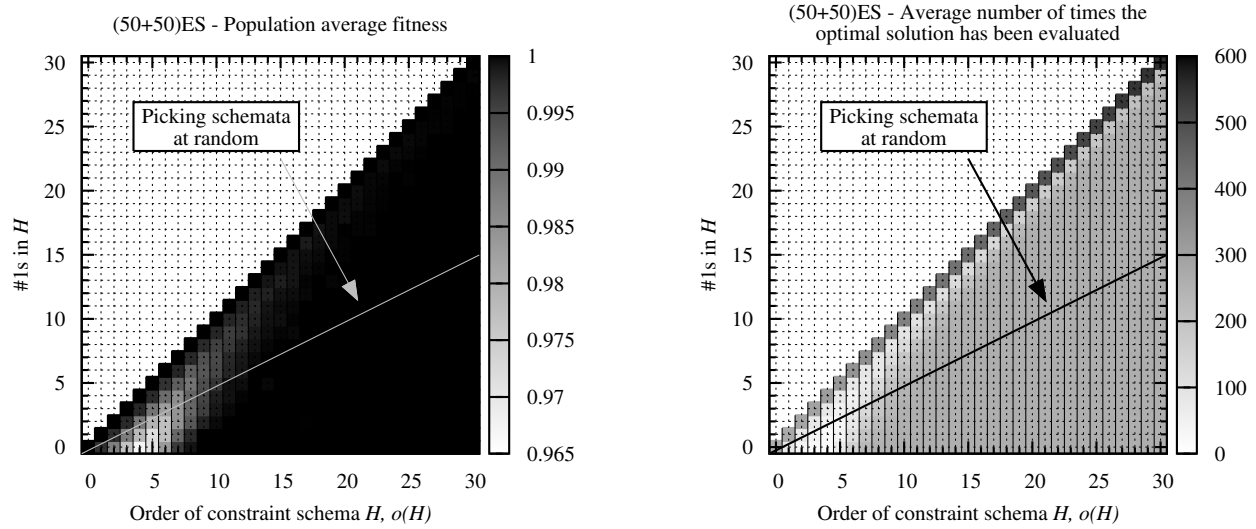 (50+50)ES - Population average fitness
30
25
20
15
10
5
0
#1s in H
Picking schemata
at random
0 5 10 15 20 25 30
Order of constraint schema H, o(H)
1
0.995
0.99
0.985
0.98
0.975
0.97
0.965
(50+50)ES - Average number of times the
optimal solution has been evaluated
30
25
20
15
10
5
0
#1s in H
Picking schemata
at random
0 5 10 15 20 25 30
Order of constraint schema H, o(H)
600
500
400
300
200
100
0